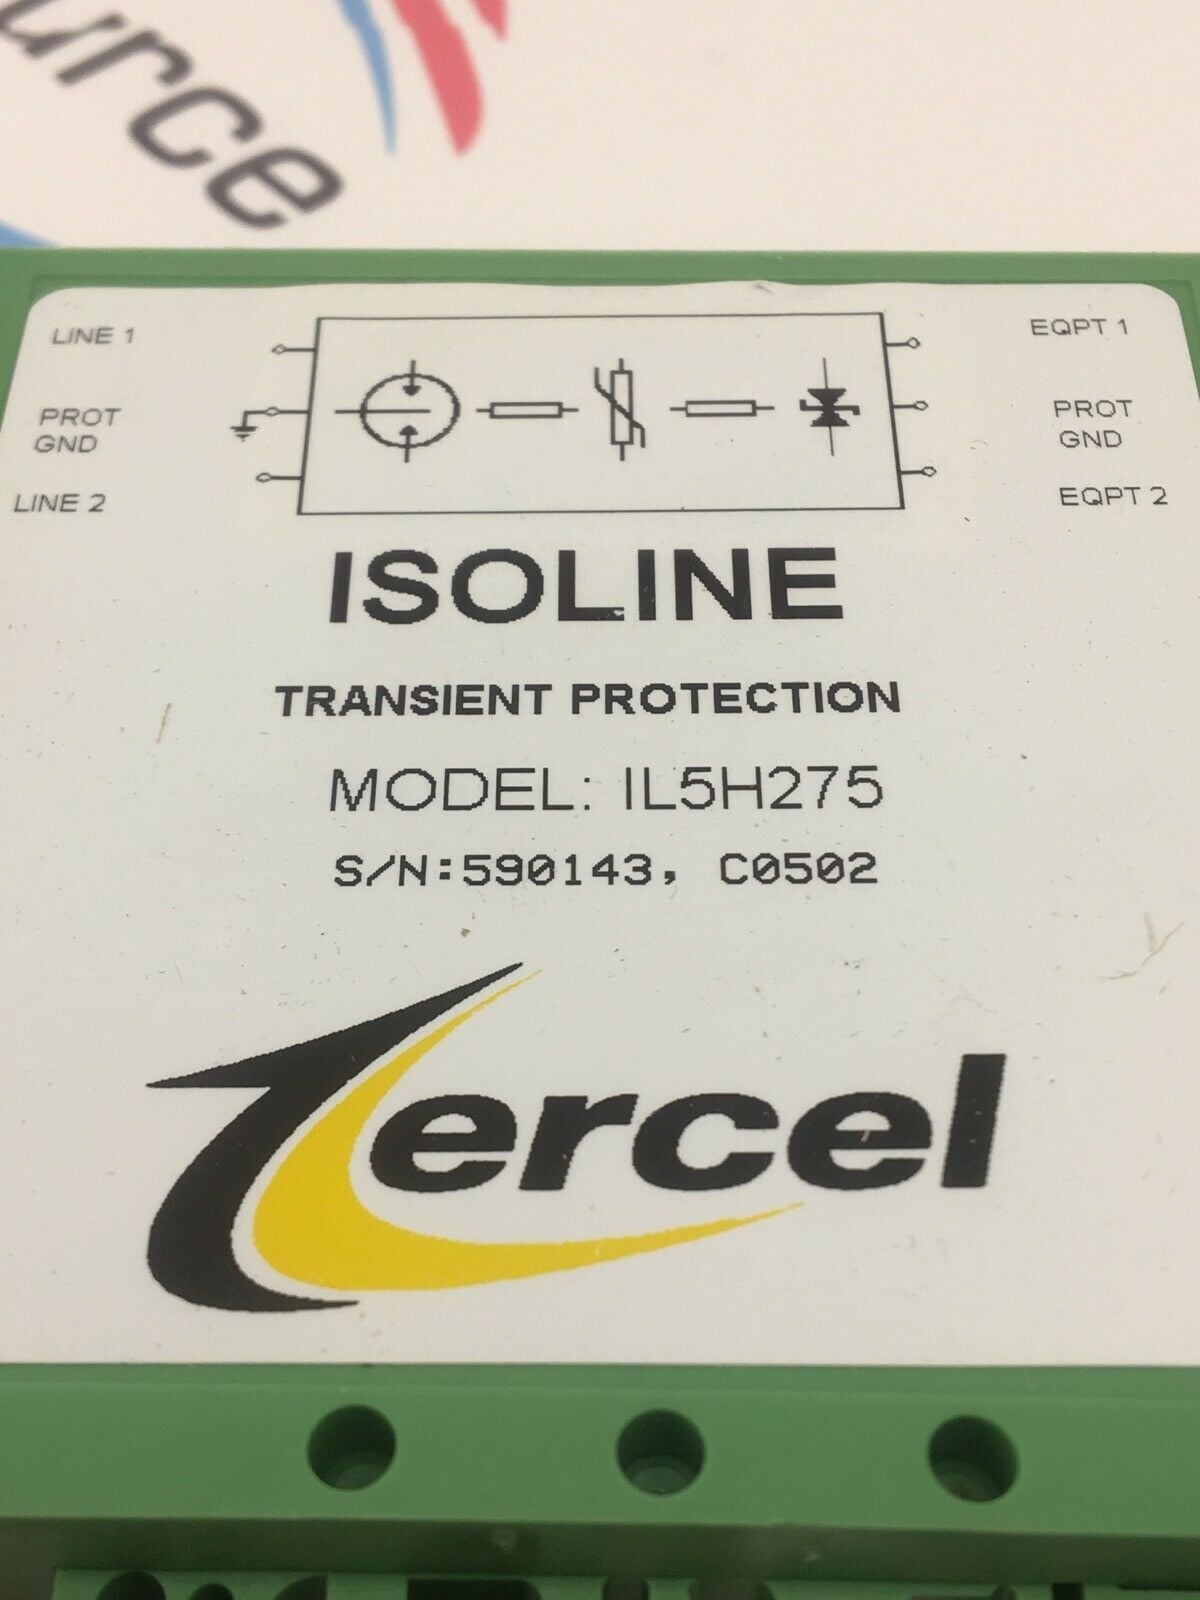 urce
LINE 1
EQPT 1
PROT
GND
PROT
GND
LINE 2
EQPT 2
ISOLINE
TRANSIENT PROTECTION
MODEL: IL5H275
S/N:590143, C0502
Tercel